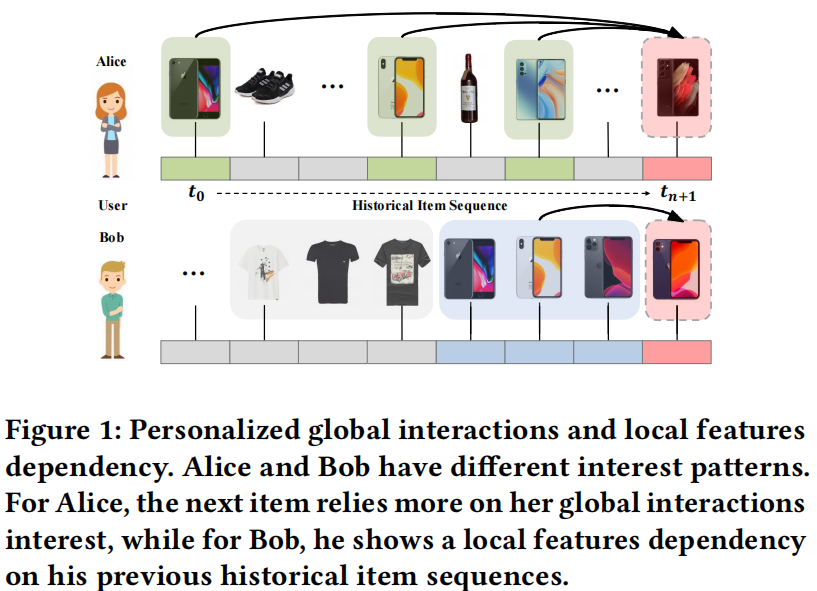 Alice
...
...
t0
tn+1
User
Historical Item Sequence
Bob
...
Figure 1: Personalized global interactions and local features
dependency. Alice and Bob have different interest patterns.
For Alice, the next item relies more on her global interactions
interest, while for Bob, he shows a local features dependency
on his previous historical item sequences.